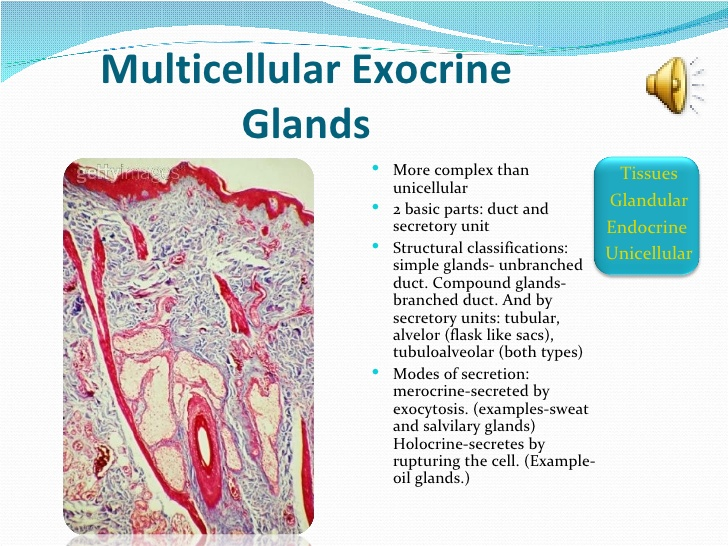 Multicellular Exocrine
Glands
gettyimages
• More complex than
unicellular
• 2 basic parts: duct and
secretory unit
• Structural classifications:
simple glands- unbranched
duct. Compound glands-
branched duct. And by
secretory units: tubular,
alvelor (flask like sacs),
tubuloalveolar (both types)
• Modes of secretion:
merocrine-secreted by
exocytosis. (examples-sweat
and salvilary glands)
Holocrine-secretes by
rupturing the cell. (Example-
oil glands.)
Tissues
Glandular
Endocrine
Unicellular